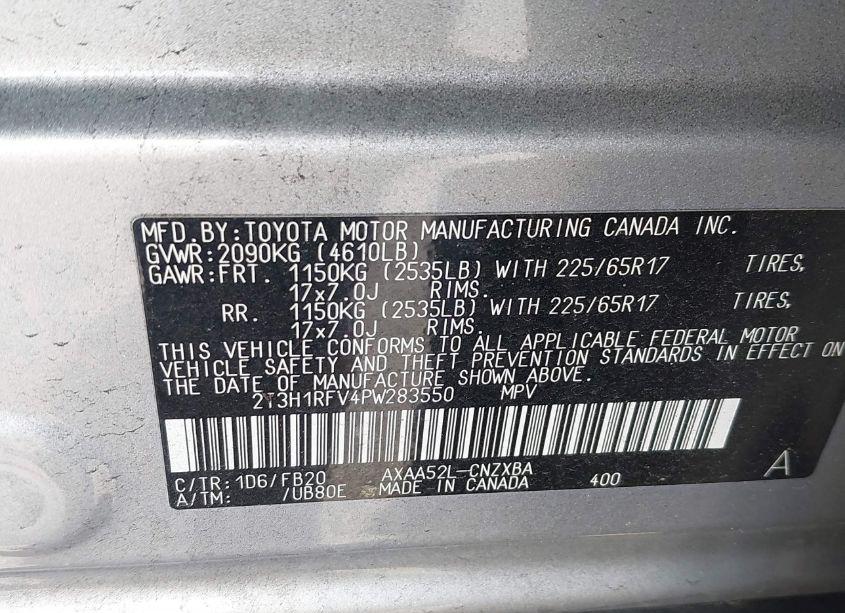 MFD.BY:TOYOTA MOTOR MANUFACTURING CANADA INC.
GVWR:2090KG (4610LB)
GAWR:FRT. 1150KG (2535LB) WITH 225/65R17 TIRES,
17x7.0J RIMS.
RR. 1150KG (2535LB) WITH 225/65R17 TIRES,
17x7.0J RIMS.
THIS VEHICLE CONFORMS TO ALL APPLICABLE FEDERAL MOTOR
VEHICLE SAFETY AND THEFT PREVENTION STANDARDS IN EFFECT ON
THE DATE OF MANUFACTURE SHOWN ABOVE.
2T3H1RFV4PW283550 MPV
C/TR:1D6/FB20 AXAA52L-CNZXBA
A/TM: /UB80E MADE IN CANADA 400 A